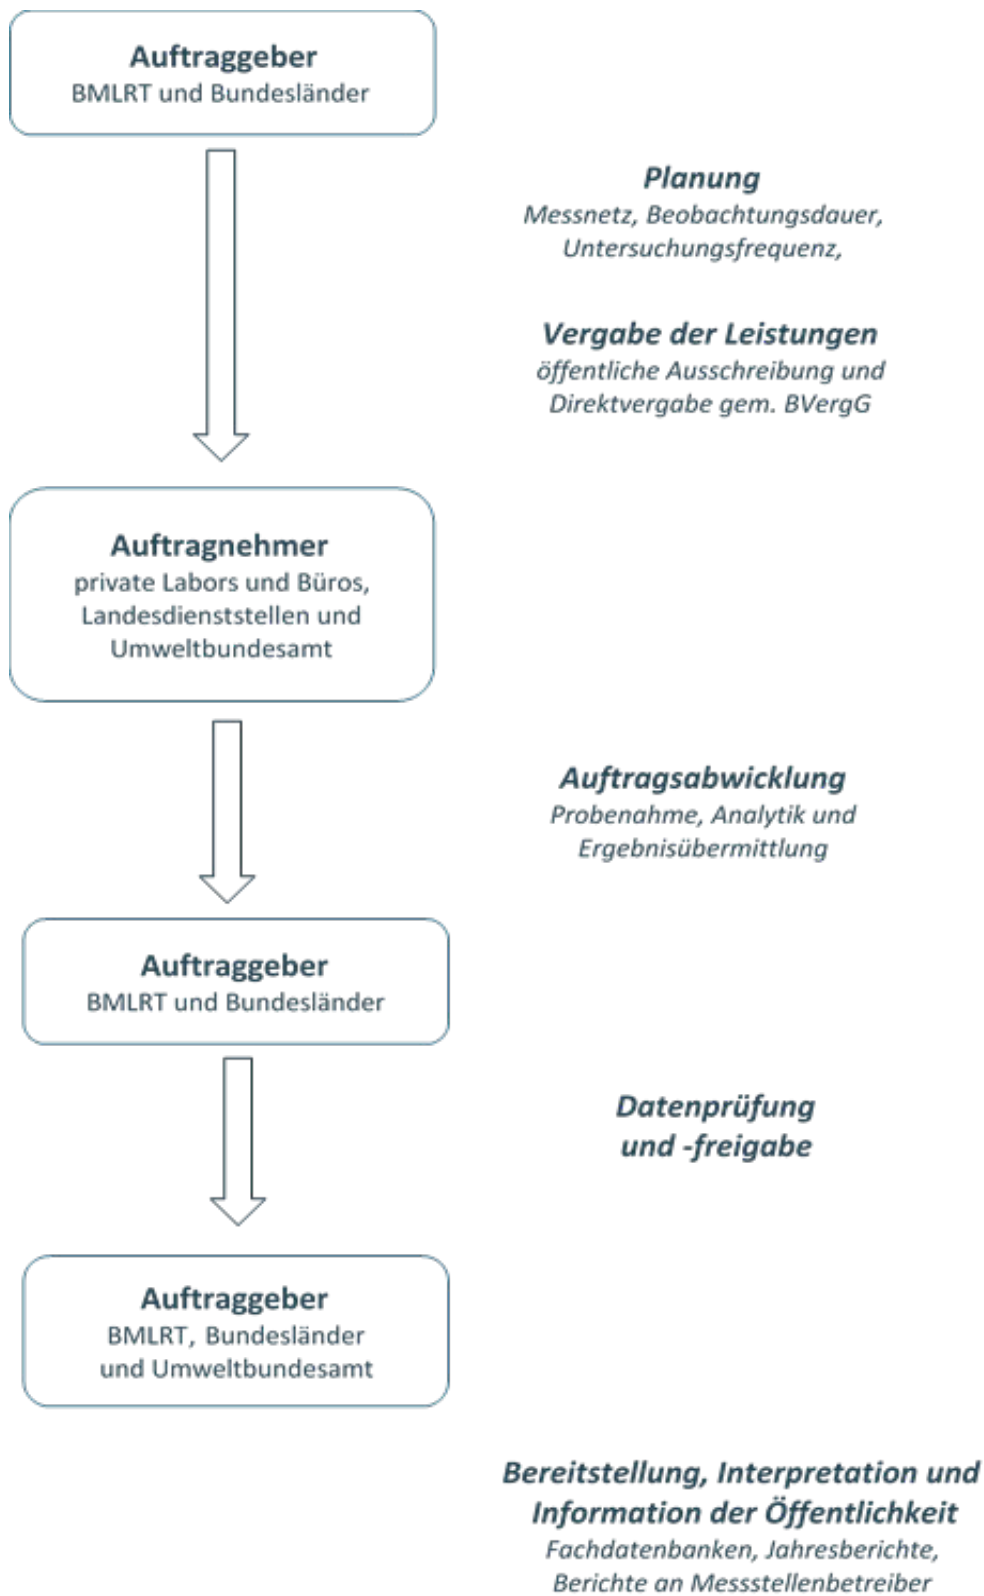 Auftraggeber
BMLRT und Bundesländer
Planung
Messnetz, Beobachtungsdauer,
Untersuchungsfrequenz,
Vergabe der Leistungen
öffentliche Ausschreibung und
Direktvergabe gem. BVergG
Auftragnehmer
private Labors und Büros,
Landesdienststellen und
Umweltbundesamt
Auftragsabwicklung
Probenahme, Analytik und
Ergebnisübermittlung
Auftraggeber
BMLRT und Bundesländer
Datenprüfung
und -freigabe
Auftraggeber
BMLRT, Bundesländer
und Umweltbundesamt
Bereitstellung, Interpretation und
Information der Öffentlichkeit
Fachdatenbanken, Jahresberichte,
Berichte an Messstellenbetreiber